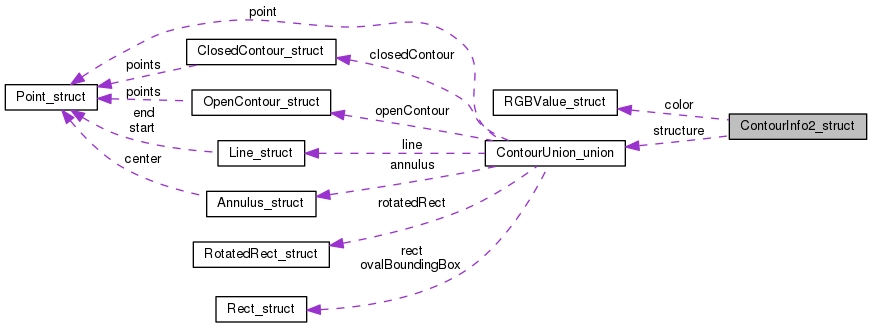 point
ClosedContour_struct
closedContour
points
Point_struct
points
OpenContour_struct
openContour
RGBValue_struct
color
ContourInfo2_struct
structure
end
start
Line_struct
line
ContourUnion_union
annulus
center
Annulus_struct
rotatedRect
RotatedRect_struct
rect
ovalBoundingBox
Rect_struct